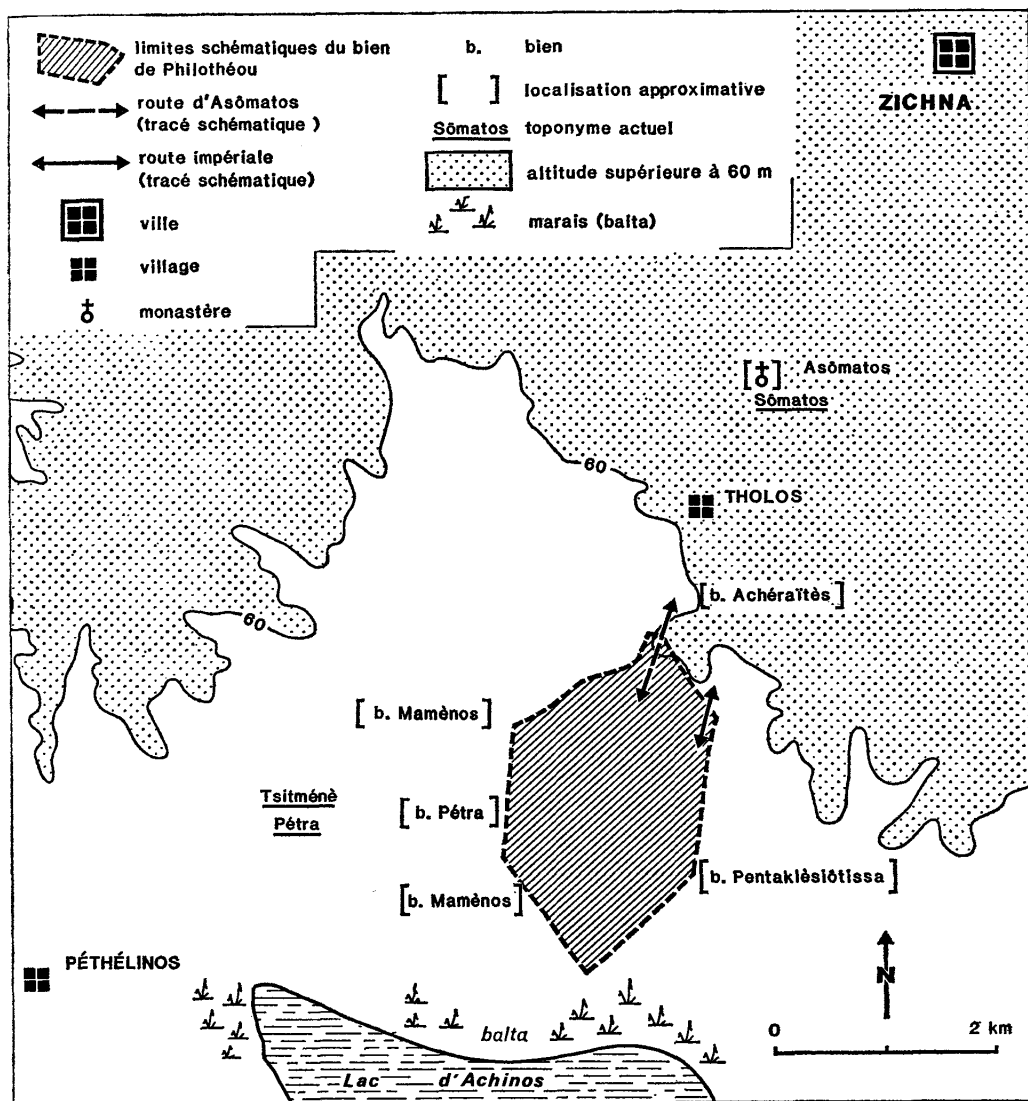 limites schématiques du bien
de Philothéou
route d'Asômatos
(tracé schématique )
route impériale
(tracé schématique)
ville
village
monastère
b. bien
[ ] localisation approximative
Sômatos toponyme actuel
altitude supérieure à 60 m
marais (balta)
ZICHNA
[ ] Asômatos
Sômatos
60
THOLOS
[b. Achéraïtès]
60
[ b. Mamènos ]
Tsitménè
Pétra
[ b. Pétra ]
[b. Pentaklèsiôtissa ]
[b. Mamènos]
PÉTHÉLINOS
N
balta
0 2 km
Lac d'Achinos